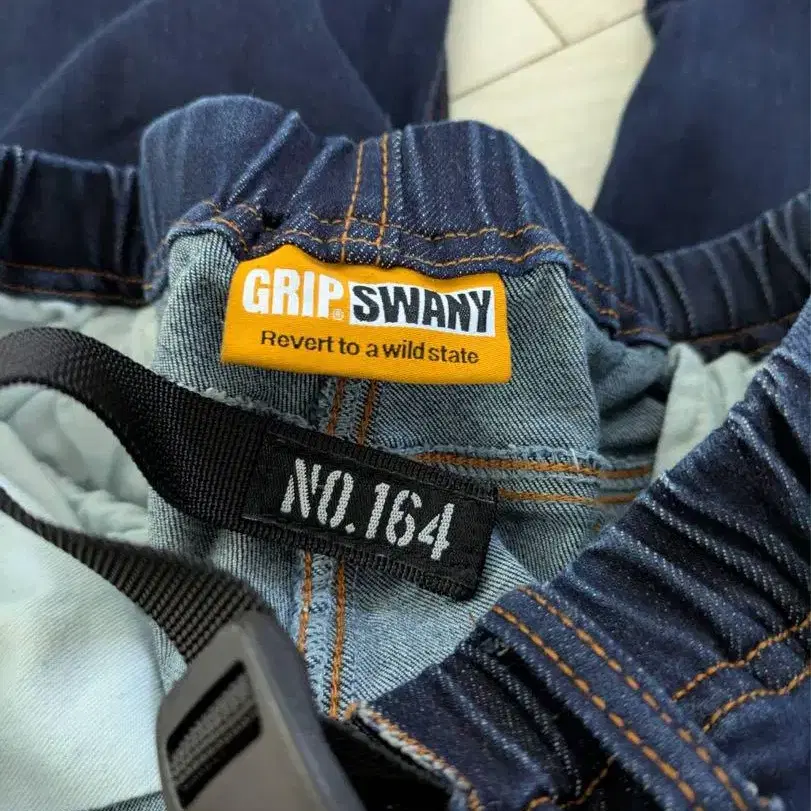 GRIP® SWANY
Revert to a wild state
NO.164